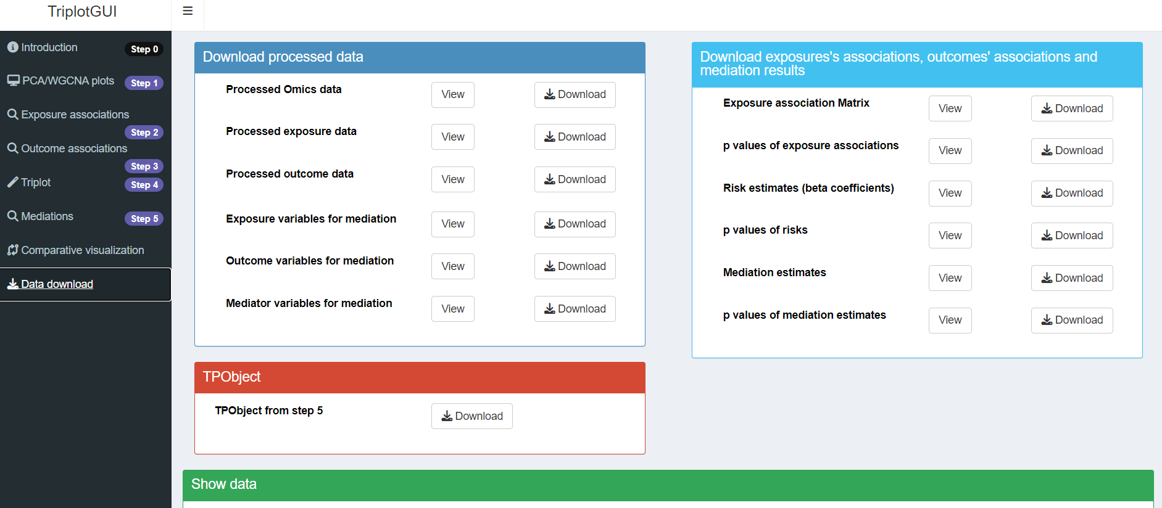 TriplotGUI
Introduction
Step 0
PCA/WGCNA plots
Step 1
Exposure associations
Step 2
Outcome associations
Step 3
Triplot
Step 4
Mediations
Step 5
Comparative visualization
Data download
Download processed data
Processed Omics data View Download
Processed exposure data View Download
Processed outcome data View Download
Exposure variables for mediation View Download
Outcome variables for mediation View Download
Mediator variables for mediation View Download
TPObject
TPObject from step 5 Download
Download exposures's associations, outcomes' associations and
mediation results
Exposure association Matrix View Download
p values of exposure associations View Download
Risk estimates (beta coefficients) View Download
p values of risks View Download
Mediation estimates View Download
p values of mediation estimates View Download
Show data